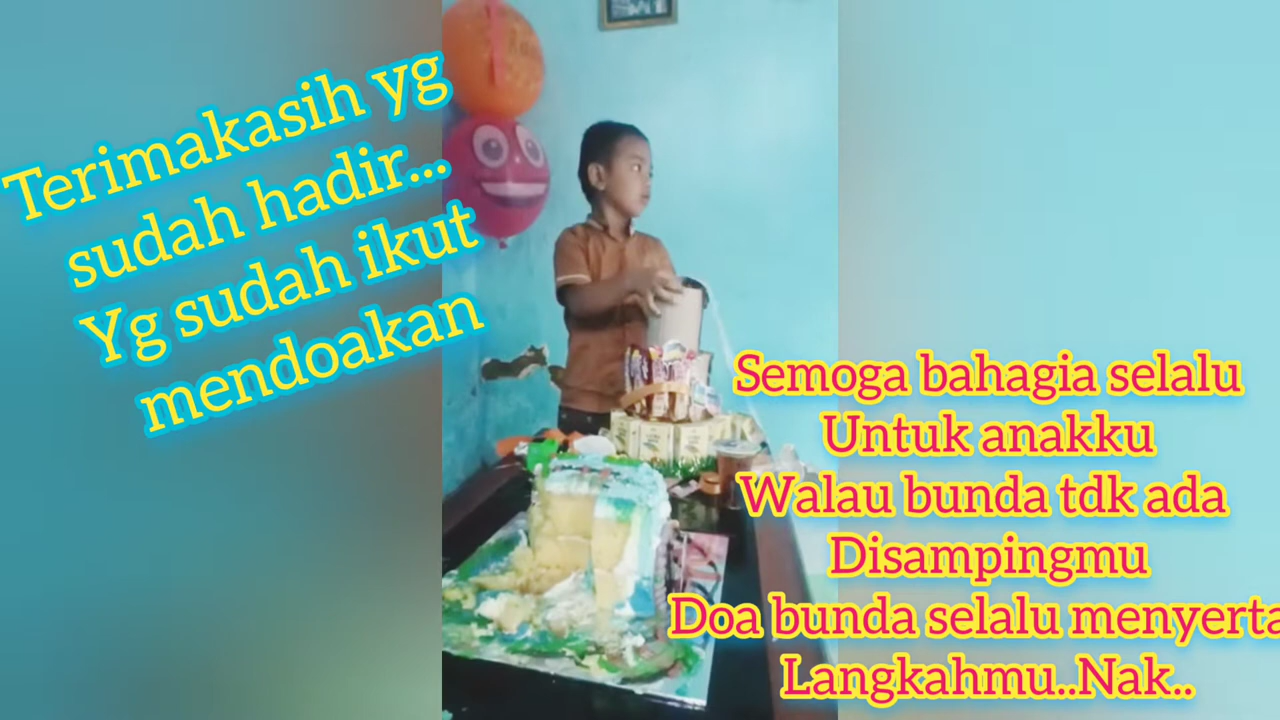 Terimakasih yg
sudah hadir...
Yg sudah ikut
mendoakan
Semoga bahagia selalu
Untuk anakku
Walau bunda tdk ada
Disampingmu
Doa bunda selalu menyerta
Langkahmu..Nak..